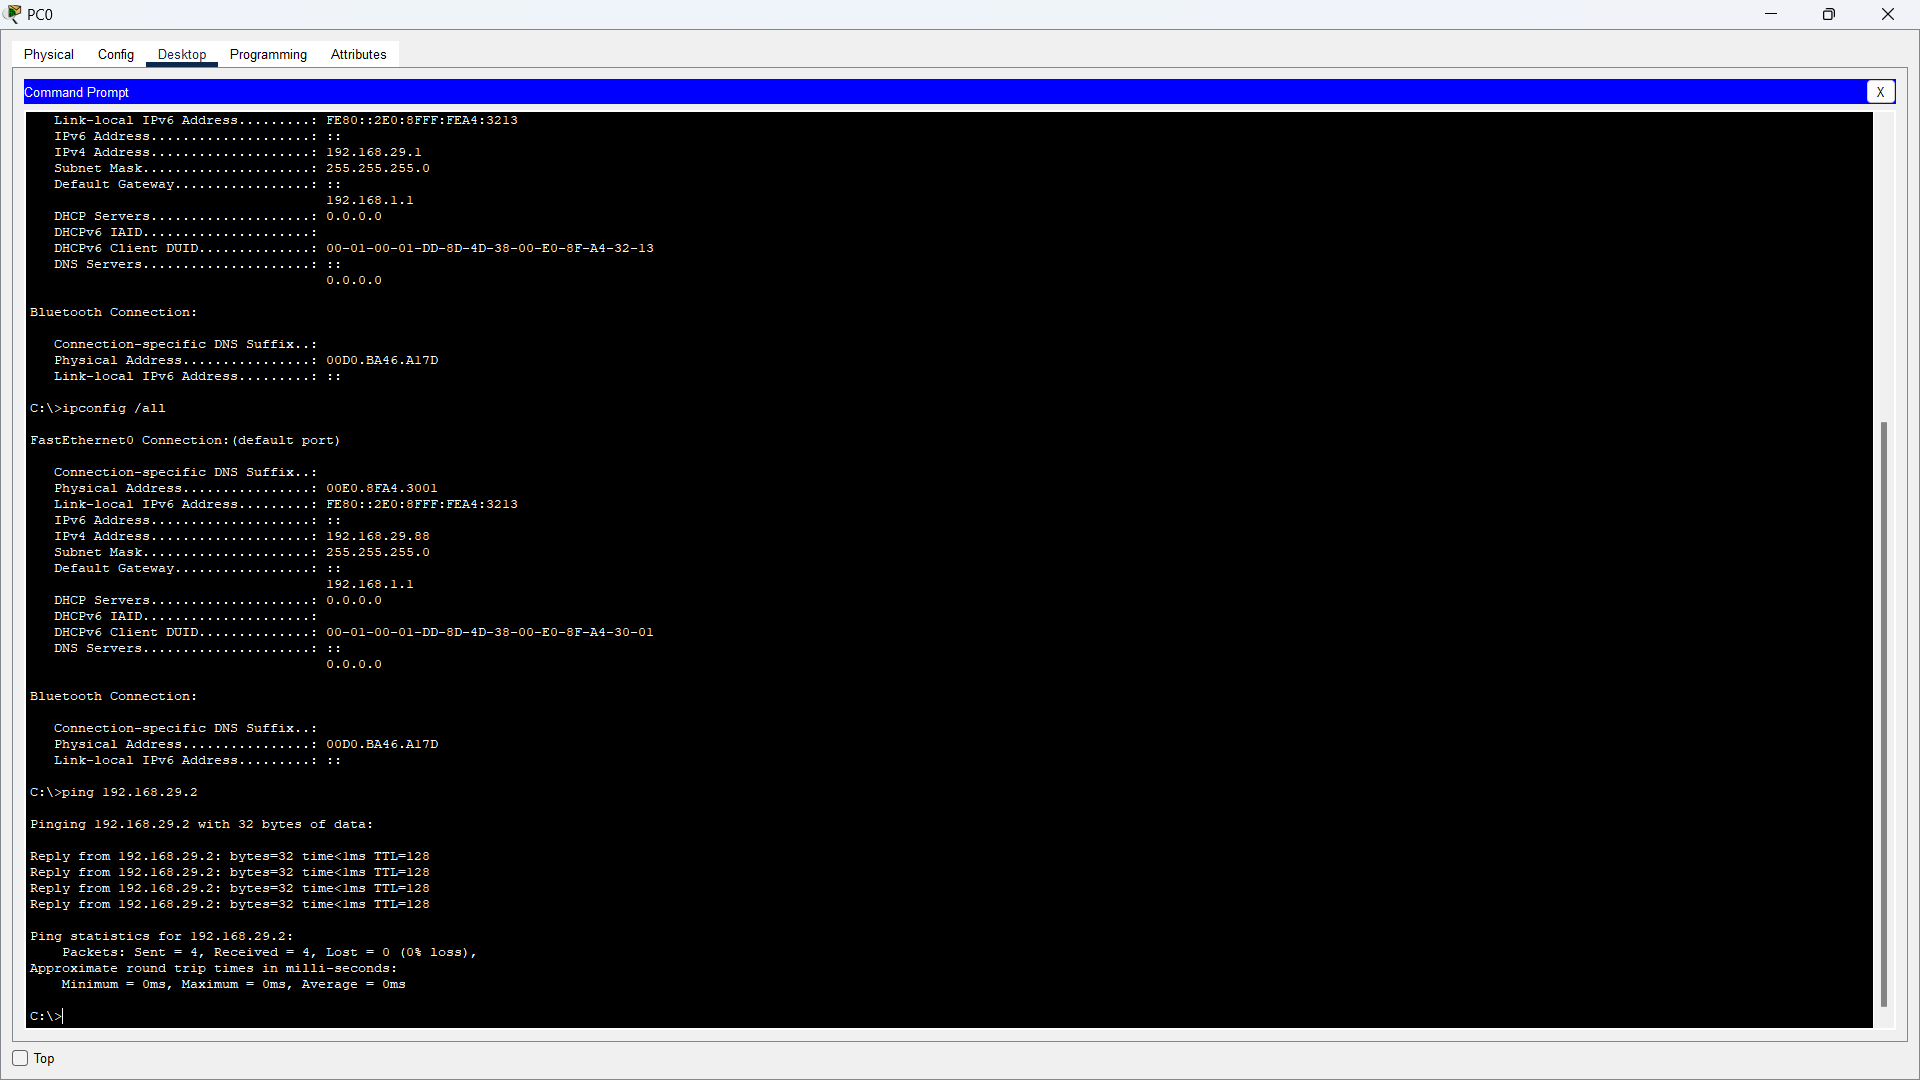 PC0
Physical Config Desktop Programming Attributes
Command Prompt
X
Link-local IPv6 Address.........: FE80::2E0:8FFF:FEA4:3213
IPv6 Address....................: ::
IPv4 Address....................: 192.168.29.1
Subnet Mask.....................: 255.255.255.0
Default Gateway.................: ::
192.168.1.1
DHCP Servers....................: 0.0.0.0
DHCPv6 IAID.....................:
DHCPv6 Client DUID..............: 00-01-00-01-DD-8D-4D-38-00-E0-8F-A4-32-13
DNS Servers.....................: ::
0.0.0.0
Bluetooth Connection:
Connection-specific DNS Suffix..:
Physical Address................: 00D0.BA46.A17D
Link-local IPv6 Address.........: ::
C:\>ipconfig /all
FastEthernet0 Connection:(default port)
Connection-specific DNS Suffix..:
Physical Address................: 00E0.8FA4.3001
Link-local IPv6 Address.........: FE80::2E0:8FFF:FEA4:3213
IPv6 Address....................: ::
IPv4 Address....................: 192.168.29.88
Subnet Mask.....................: 255.255.255.0
Default Gateway.................: ::
192.168.1.1
DHCP Servers....................: 0.0.0.0
DHCPv6 IAID.....................:
DHCPv6 Client DUID..............: 00-01-00-01-DD-8D-4D-38-00-E0-8F-A4-30-01
DNS Servers.....................: ::
0.0.0.0
Bluetooth Connection:
Connection-specific DNS Suffix..:
Physical Address................: 00D0.BA46.A17D
Link-local IPv6 Address.........: ::
C:\>ping 192.168.29.2
Pinging 192.168.29.2 with 32 bytes of data:
Reply from 192.168.29.2: bytes=32 time<1ms TTL=128
Reply from 192.168.29.2: bytes=32 time<1ms TTL=128
Reply from 192.168.29.2: bytes=32 time<1ms TTL=128
Reply from 192.168.29.2: bytes=32 time<1ms TTL=128
Ping statistics for 192.168.29.2:
Packets: Sent = 4, Received = 4, Lost = 0 (0% loss),
Approximate round trip times in milli-seconds:
Minimum = 0ms, Maximum = 0ms, Average = 0ms
C:\>
Top